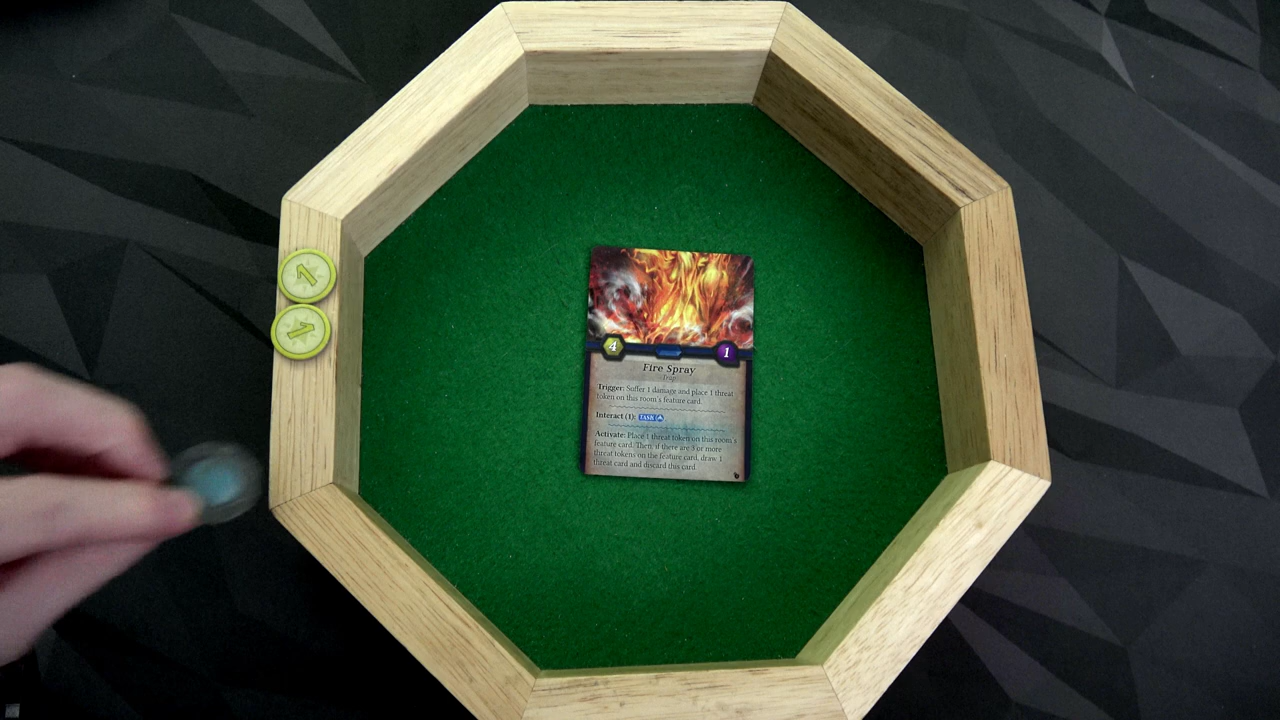 1
1
4
1
Fire Spray
Trap
Trigger: Suffer 1 damage and place 1 threat
token on this room's feature card.
Interact (1): TASK
Activate: Place 1 threat token on this room's
feature card. Then, if there are 3 or more
threat tokens on the feature card, draw 1
threat card and discard this card.